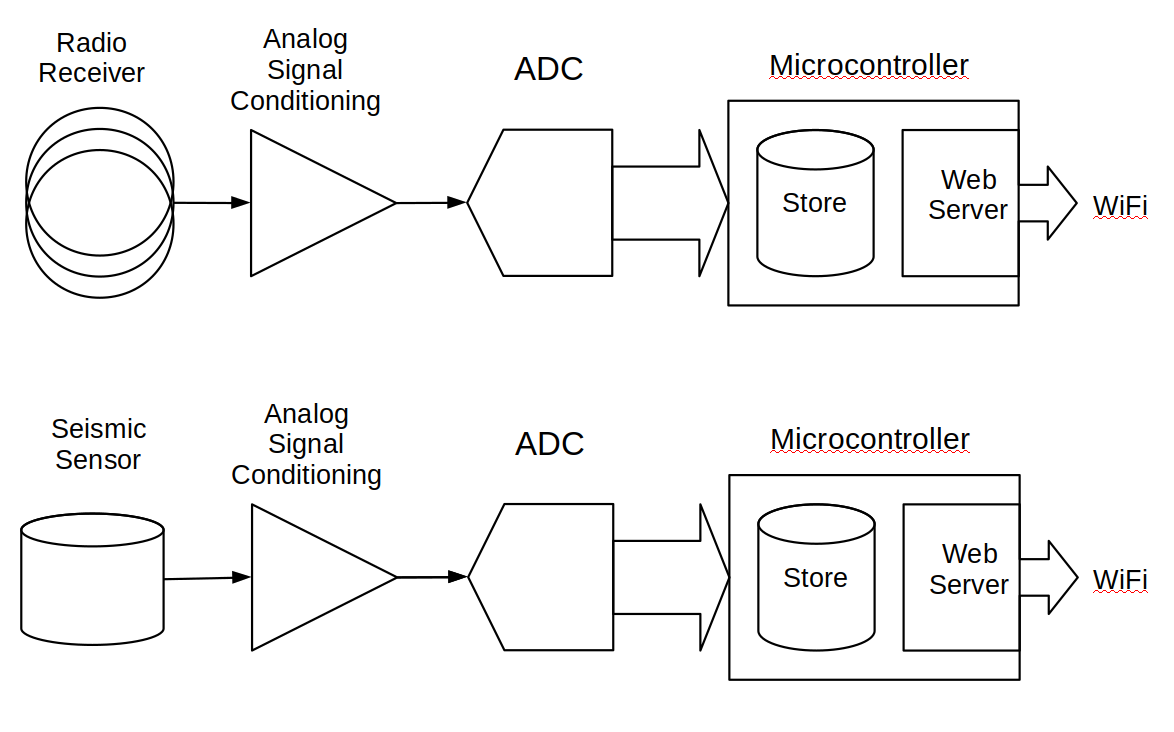 Radio
Receiver
Analog
Signal
Conditioning
ADC
Microcontroller
Store
Web
Server
WiFi
Seismic
Sensor
Analog
Signal
Conditioning
ADC
Microcontroller
Store
Web
Server
WiFi